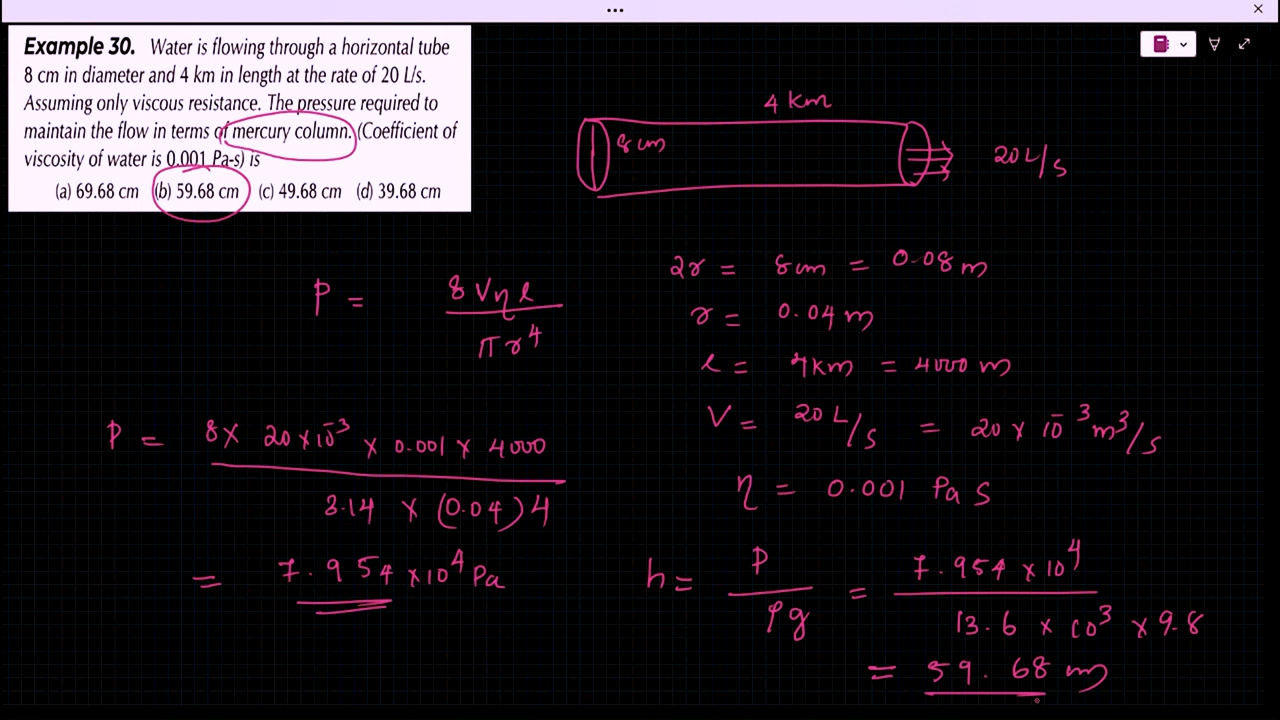 Example 30. Water is flowing through a horizontal tube
8 cm in diameter and 4 km in length at the rate of 20 L/s.
Assuming only viscous resistance. The pressure required to
maintain the flow in terms of mercury column. (Coefficient of
viscosity of water is 0.001 Pa-s) is
(a) 69.68 cm (b) 59.68 cm (c) 49.68 cm (d) 39.68 cm
4 km
8 cm
20 L/s
P = 8 V η l / π r⁴
2r = 8 cm = 0.08 m
r = 0.04 m
l = 4 km = 4000 m
V = 20 L/s = 20 × 10⁻³ m³/s
η = 0.001 Pa s
P = 8 × 20 × 10⁻³ × 0.001 × 4000 / 3.14 × (0.04)4
= 7.954 × 10⁴ Pa
h = P / ρg = 7.954 × 10⁴ / 13.6 × 10³ × 9.8
= 59.68 m